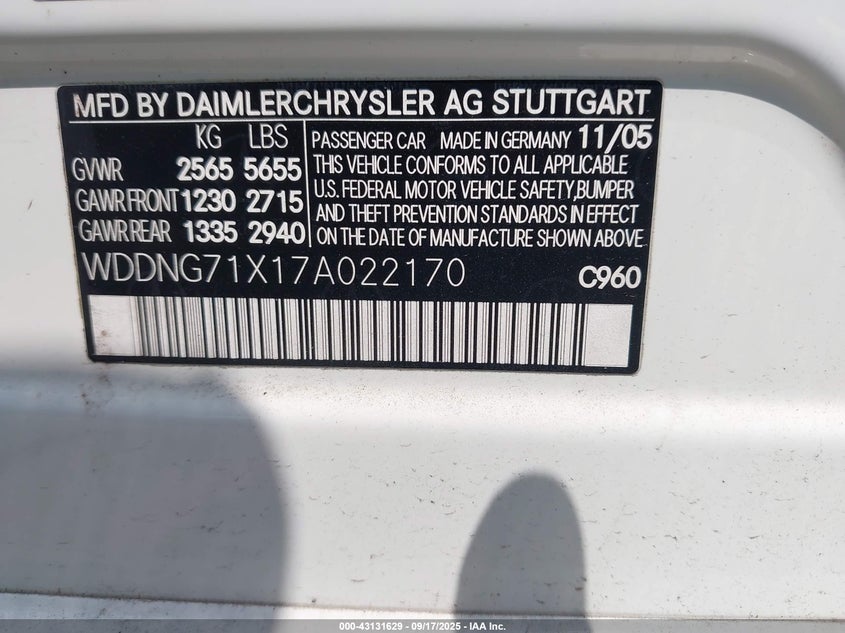 MFD BY DAIMLERCHRYSLER AG STUTTGART
KG LBS
GVWR 2565 5655
GAWR FRONT 1230 2715
GAWR REAR 1335 2940
PASSENGER CAR MADE IN GERMANY 11/05
THIS VEHICLE CONFORMS TO ALL APPLICABLE
U.S. FEDERAL MOTOR VEHICLE SAFETY,BUMPER
AND THEFT PREVENTION STANDARDS IN EFFECT
ON THE DATE OF MANUFACTURE SHOWN ABOVE.
WDDNG71X17A022170 C960
000-43131629 - 09/17/2025 - IAA Inc.